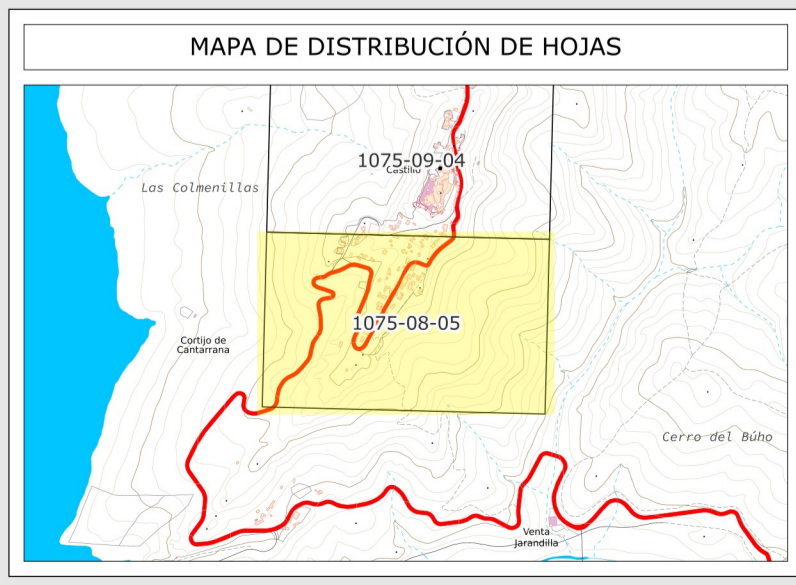 MAPA DE DISTRIBUCIÓN DE HOJAS
1075-09-04
Castillo
Las Colmenillas
1075-08-05
Cortijo de
Cantarrana
Cerro del Búho
Venta
Jarandilla